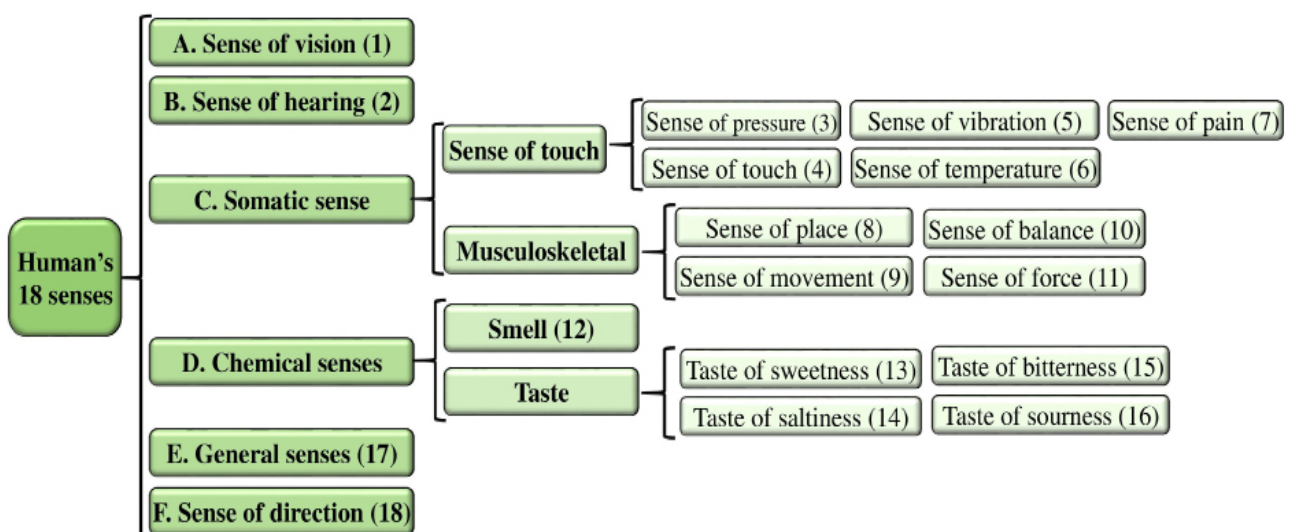 Human's
18 senses
A. Sense of vision (1)
B. Sense of hearing (2)
C. Somatic sense
Sense of touch
Sense of pressure (3)
Sense of vibration (5)
Sense of pain (7)
Sense of touch (4)
Sense of temperature (6)
Musculoskeletal
Sense of place (8)
Sense of balance (10)
Sense of movement (9)
Sense of force (11)
D. Chemical senses
Smell (12)
Taste
Taste of sweetness (13)
Taste of bitterness (15)
Taste of saltiness (14)
Taste of sourness (16)
E. General senses (17)
F. Sense of direction (18)